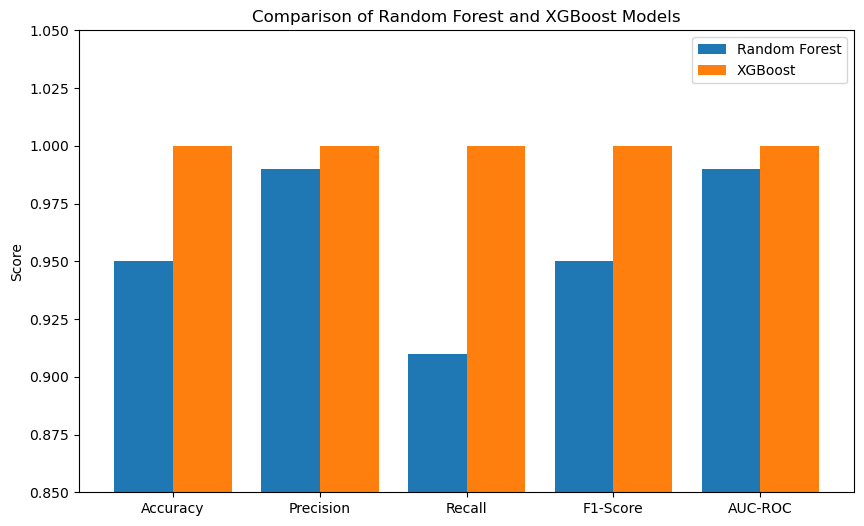 Comparison of Random Forest and XGBoost Models
Random Forest
XGBoost
Score
1.050
1.025
1.000
0.975
0.950
0.925
0.900
0.875
0.850
Accuracy
Precision
Recall
F1-Score
AUC-ROC